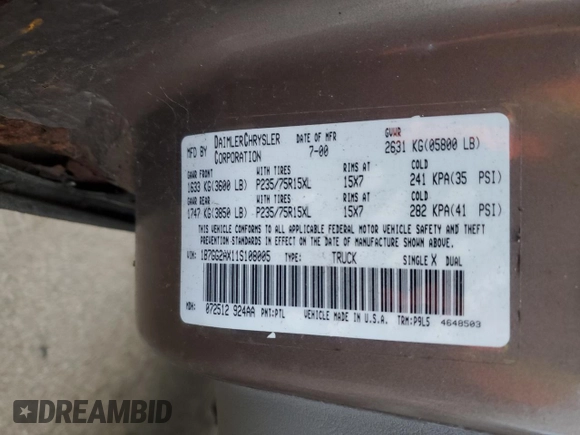 MFD BY DAIMLERCHRYSLER CORPORATION DATE OF MFR 7-00 GVWR 2631 KG(05800 LB)
GAWR FRONT WITH TIRES RIMS AT COLD
1633 KG(3600 LB) P235/75R15XL 15X7 241 KPA(35 PSI)
GAWR REAR WITH TIRES RIMS AT COLD
1747 KG(3850 LB) P235/75R15XL 15X7 282 KPA(41 PSI)
THIS VEHICLE CONFORMS TO ALL APPLICABLE FEDERAL MOTOR VEHICLE SAFETY AND THEFT
PREVENTION STANDARDS IN EFFECT ON THE DATE OF MANUFACTURE SHOWN ABOVE.
VIN: 1B7GG2AX11S108005 TYPE: TRUCK SINGLE X DUAL
MDH: 072512 924AA PNT:PTL VEHICLE MADE IN U.S.A. TRM:P9L5 4648503
DREAMBID